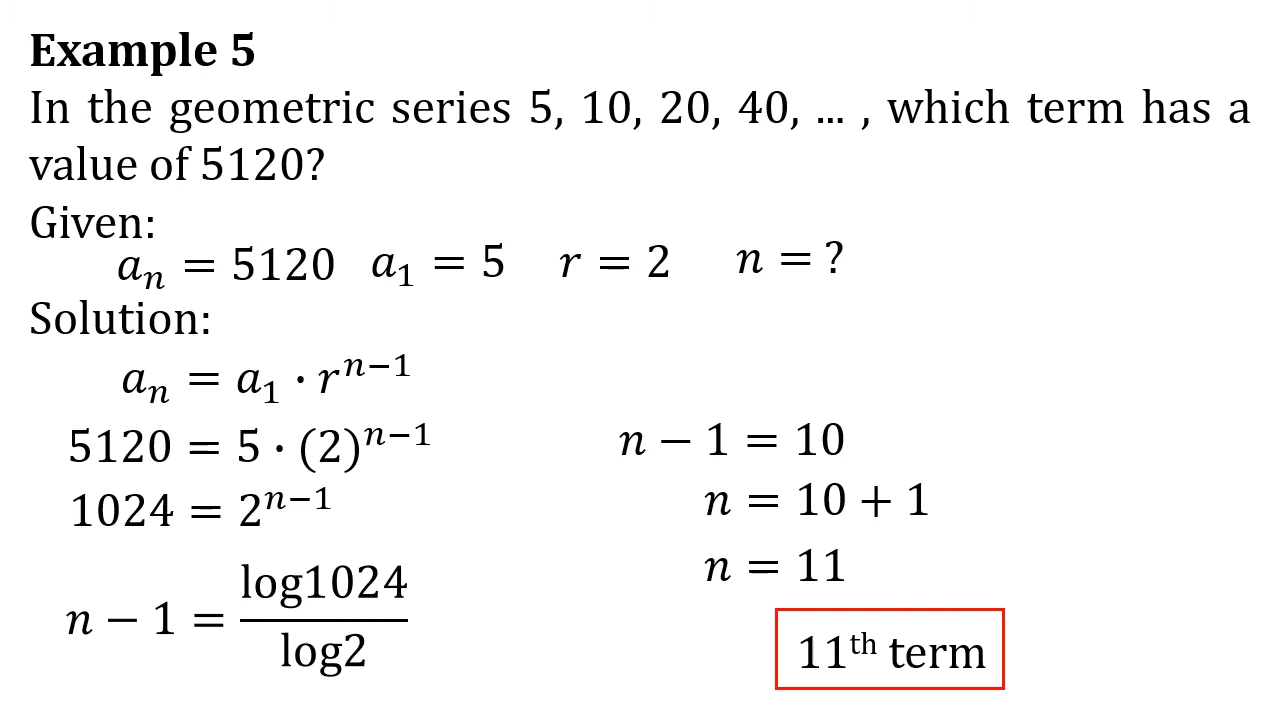 Example 5
In the geometric series 5, 10, 20, 40, ... , which term has a
value of 5120?
Given:
aₙ = 5120 a₁ = 5 r = 2 n = ?
Solution:
aₙ = a₁ · rⁿ⁻¹
5120 = 5 · (2)ⁿ⁻¹
1024 = 2ⁿ⁻¹
n − 1 = log1024 / log2
n − 1 = 10
n = 10 + 1
n = 11
11ᵗʰ term